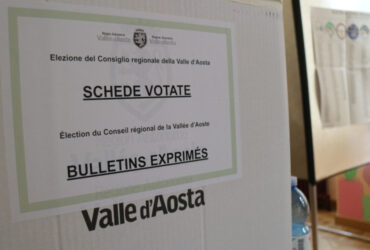 Elezione del Consiglio regionale della Valle d'Aosta
SCHEDE VOTATE
Élection du Conseil régional de la Vallée d'Aoste
BULLETINS EXPRIMÉS
Valle d'Aosta